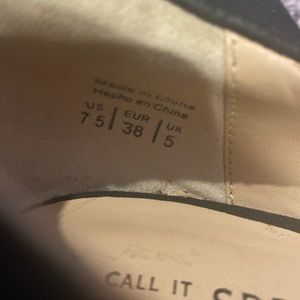 Made in China
Hecho en China
US EUR UK
7.5 38 5
CALL IT